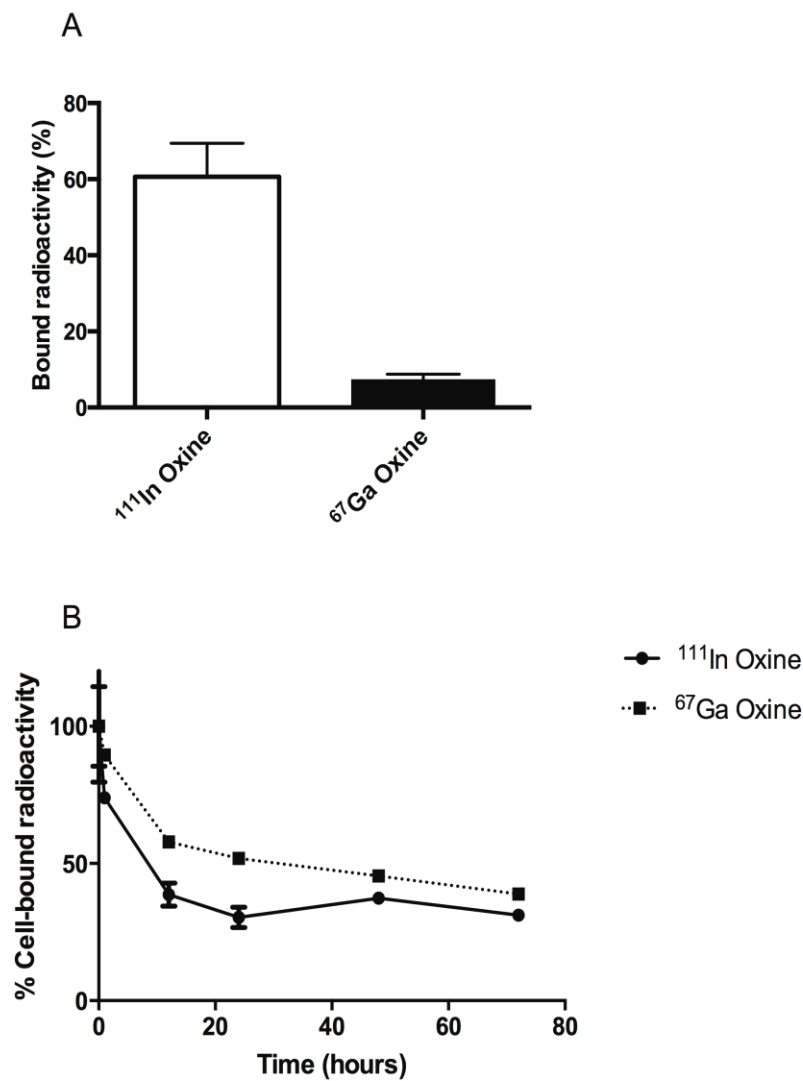 A
Bound radioactivity (%)
80
60
40
20
0
¹¹¹In Oxine
⁶⁷Ga Oxine
B
% Cell-bound radioactivity
100
50
0
0 20 40 60 80
Time (hours)
¹¹¹In Oxine
⁶⁷Ga Oxine